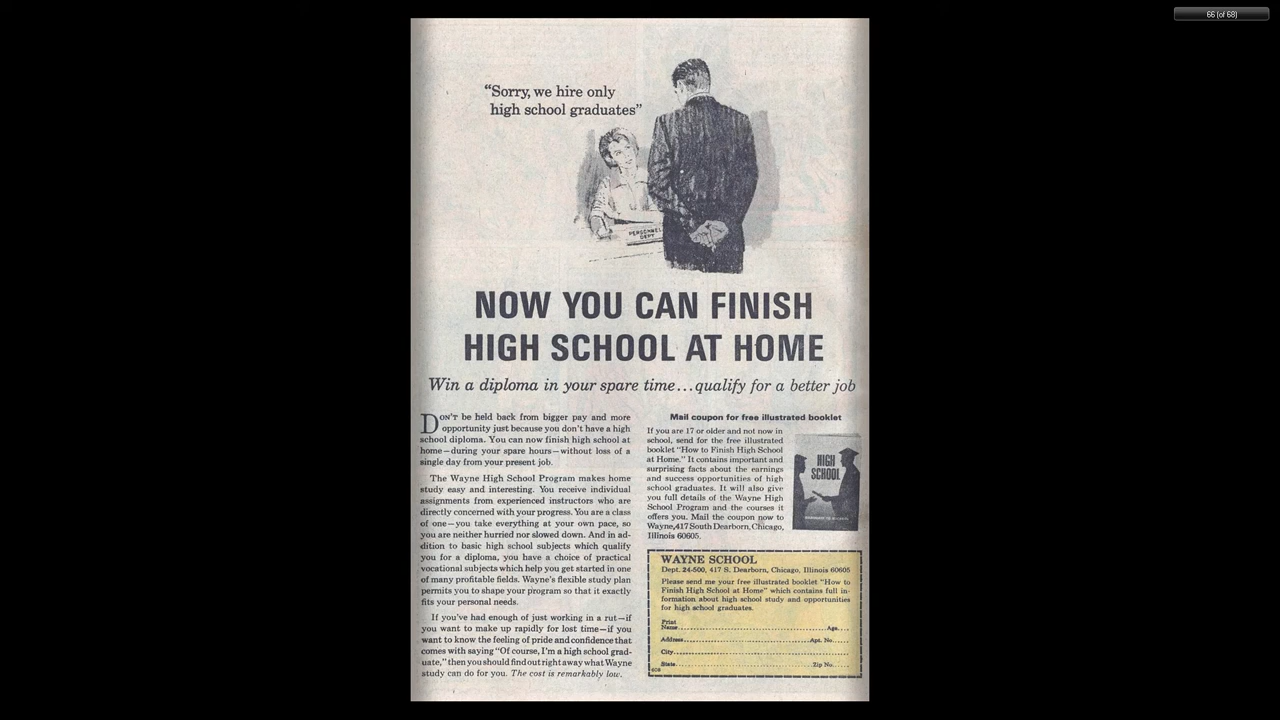 66 (of 68)
“Sorry, we hire only
high school graduates”
PERSONNEL
DEPT
NOW YOU CAN FINISH
HIGH SCHOOL AT HOME
Win a diploma in your spare time...qualify for a better job
DON'T be held back from bigger pay and more
opportunity just because you don't have a high
school diploma. You can now finish high school at
home—during your spare hours—without loss of a
single day from your present job.
The Wayne High School Program makes home
study easy and interesting. You receive individual
assignments from experienced instructors who are
directly concerned with your progress. You are a class
of one—you take everything at your own pace, so
you are neither hurried nor slowed down. And in ad-
dition to basic high school subjects which qualify
you for a diploma, you have a choice of practical
vocational subjects which help you get started in one
of many profitable fields. Wayne's flexible study plan
permits you to shape your program so that it exactly
fits your personal needs.
If you've had enough of just working in a rut—if
you want to make up rapidly for lost time—if you
want to know the feeling of pride and confidence that
comes with saying “Of course, I'm a high school grad-
uate,” then you should find out right away what Wayne
study can do for you. The cost is remarkably low.
Mail coupon for free illustrated booklet
If you are 17 or older and not now in
school, send for the free illustrated
booklet “How to Finish High School
at Home.” It contains important and
surprising facts about the earnings
and success opportunities of high
school graduates. It will also give
you full details of the Wayne High
School Program and the courses it
offers you. Mail the coupon now to
Wayne, 417 South Dearborn, Chicago,
Illinois 60605.
HIGH
SCHOOL
WAYNE SCHOOL
Dept. 24-500, 417 S. Dearborn, Chicago, Illinois 60605
Please send me your free illustrated booklet “How to
Finish High School at Home” which contains full in-
formation about high school study and opportunities
for high school graduates.
Print
Name Age
Address Apt. No.
City
State Zip No.